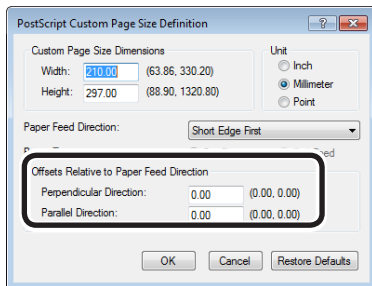 PostScript Custom Page Size Definition
Custom Page Size Dimensions
Unit
Width: 210.00 (63.86, 330.20)
Inch
Height: 297.00 (88.90, 1320.80)
Millimeter
Point
Paper Feed Direction: Short Edge First
Offsets Relative to Paper Feed Direction
Perpendicular Direction: 0.00 (0.00, 0.00)
Parallel Direction: 0.00 (0.00, 0.00)
OK Cancel Restore Defaults